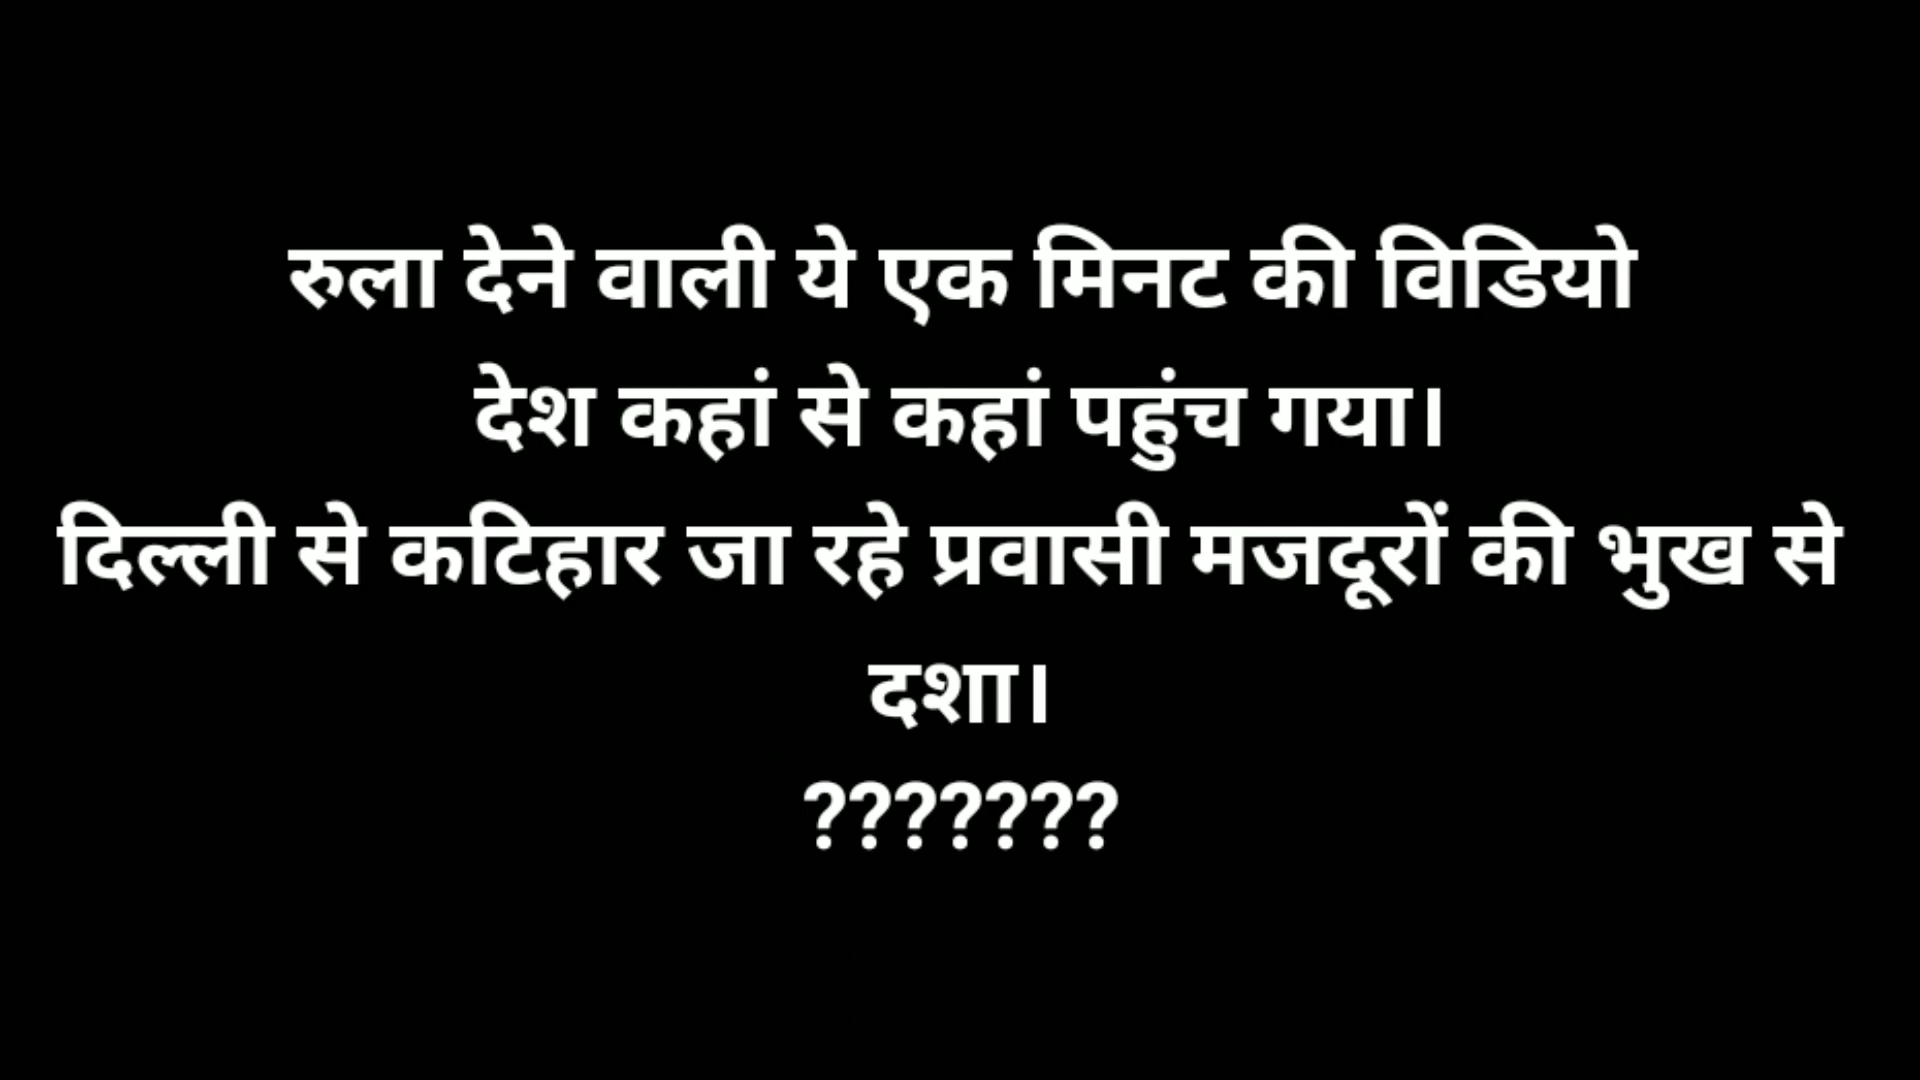 रुला देने वाली ये एक मिनट की विडियो
देश कहां से कहां पहुंच गया।
दिल्ली से कटिहार जा रहे प्रवासी मजदूरों की भुख से
दशा।
???????